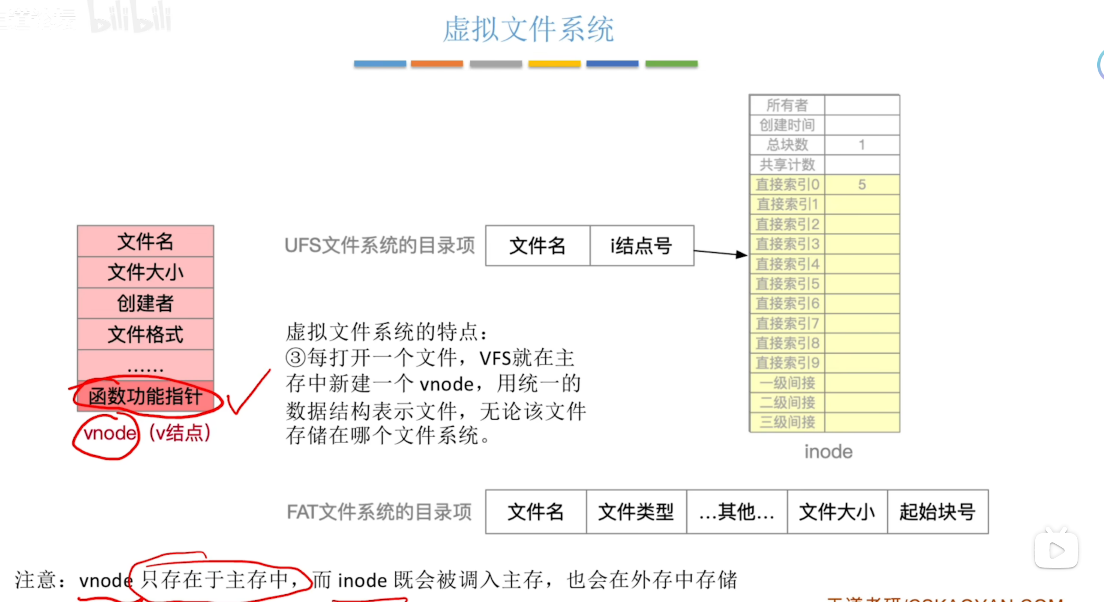 bilibili
虚拟文件系统
所有者
创建时间
总块数 1
共享计数
直接索引0 5
直接索引1
直接索引2
直接索引3
直接索引4
直接索引5
直接索引6
直接索引7
直接索引8
直接索引9
一级间接
二级间接
三级间接
inode
文件名
文件大小
创建者
文件格式
......
函数功能指针
vnode（v结点）
UFS文件系统的目录项 文件名 i结点号
虚拟文件系统的特点：
③每打开一个文件，VFS就在主
存中新建一个 vnode，用统一的
数据结构表示文件，无论该文件
存储在哪个文件系统。
FAT文件系统的目录项 文件名 文件类型 ...其他... 文件大小 起始块号
注意：vnode 只存在于主存中，而 inode 既会被调入主存，也会在外存中存储